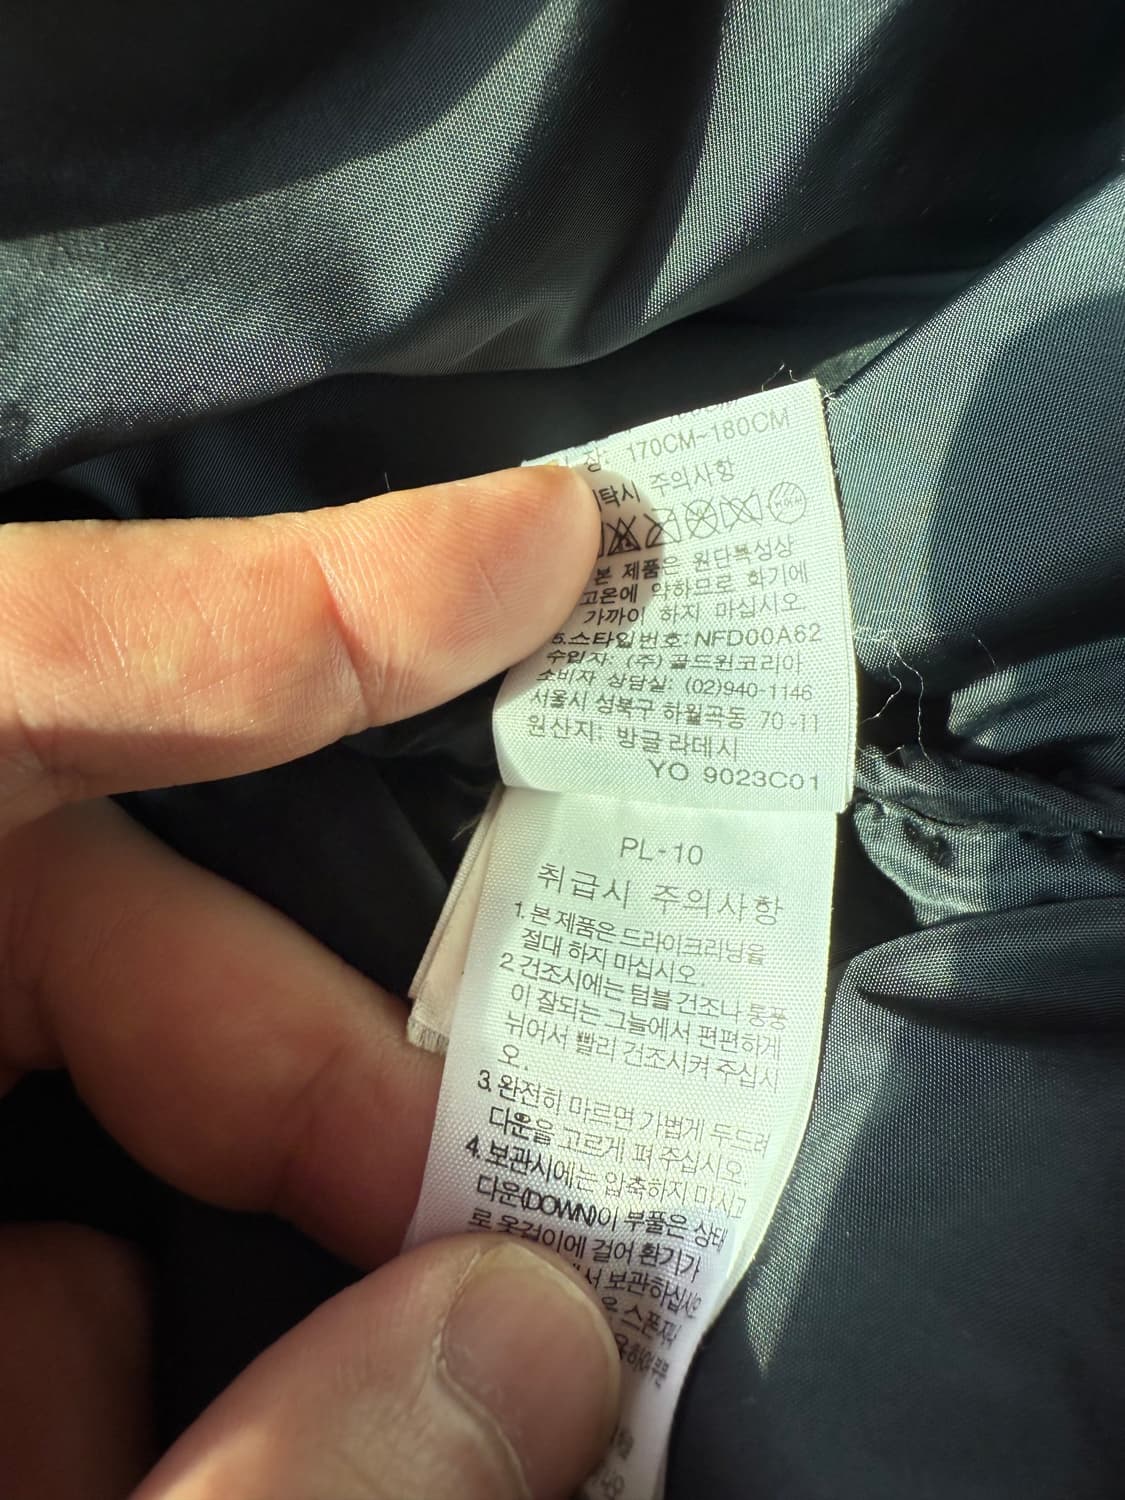 장: 170CM~180CM
탁시 주의사항
본 제품은 원단특성상
고온에 약하므로 화기에
가까이 하지 마십시오.
5.스타일번호: NFD00A62
수입자: (주)골드윈코리아
소비자 상담실: (02)940-1146
서울시 성북구 하월곡동 70-11
원산지: 방글라데시
YO 9023C01
PL-10
취급시 주의사항
1. 본 제품은 드라이크리닝을
절대 하지 마십시오.
2 건조시에는 텀블 건조나 통풍
이 잘되는 그늘에서 편편하게
뉘어서 빨리 건조시켜 주십시
오.
3. 완전히 마르면 가볍게 두드려
다운을 고르게 펴 주십시오.
4. 보관시에는 압축하지 마시고
다운(DOWN)이 부풀은 상태
로 옷걸이에 걸어 환기가
서 보관하십시오
은 스폰지